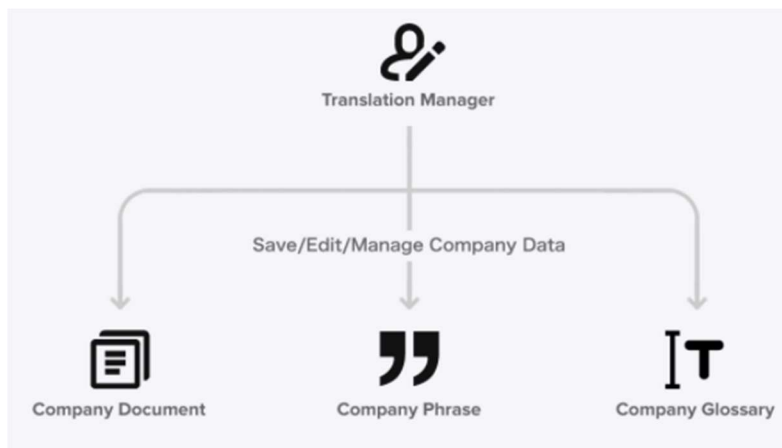 Translation Manager
Save/Edit/Manage Company Data
Company Document
Company Phrase
Company Glossary